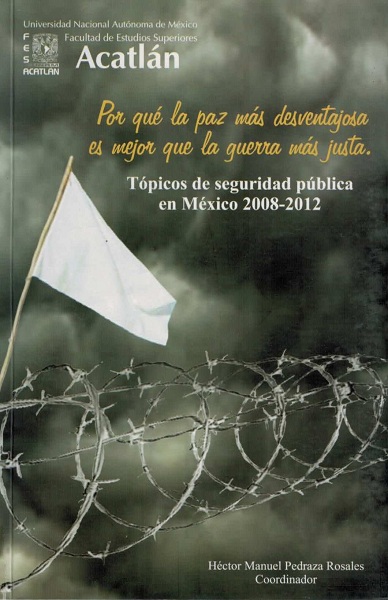 Universidad Nacional Autónoma de México
Facultad de Estudios Superiores
Acatlán
FES
ACATLÁN
Por qué la paz más desventajosa
es mejor que la guerra más justa.
Tópicos de seguridad pública
en México 2008-2012
Héctor Manuel Pedraza Rosales
Coordinador